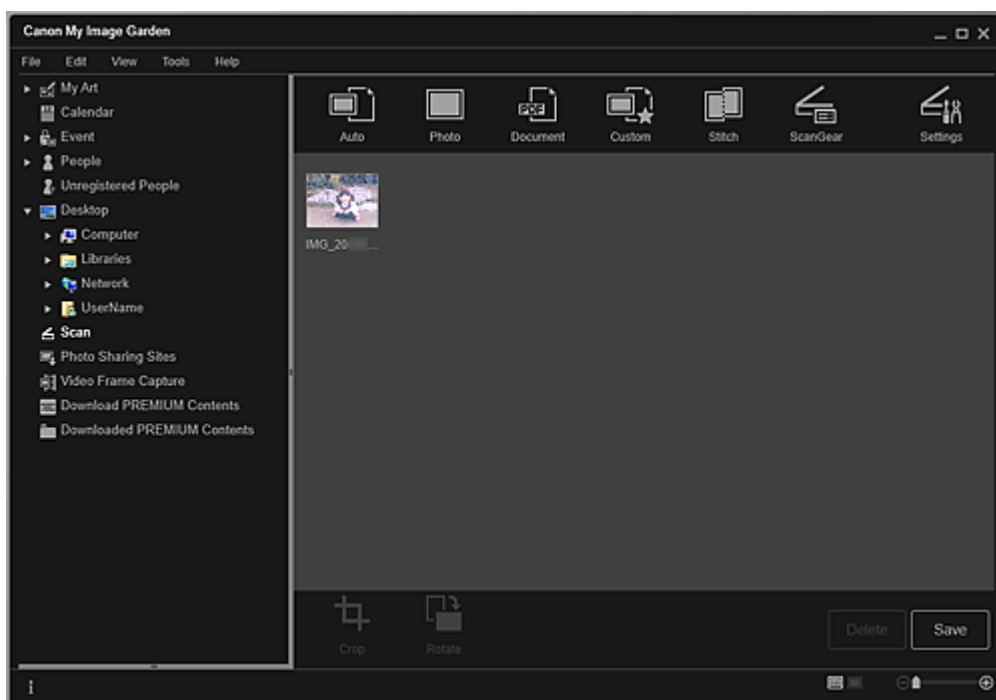 Canon My Image Garden
File Edit View Tools Help
My Art
Calendar
Event
People
Unregistered People
Desktop
Computer
Libraries
Network
UserName
Scan
Photo Sharing Sites
Video Frame Capture
Download PREMIUM Contents
Downloaded PREMIUM Contents
Auto Photo PDF Document Custom Stitch ScanGear Settings
IMG_20 ...
Crop Rotate Delete Save